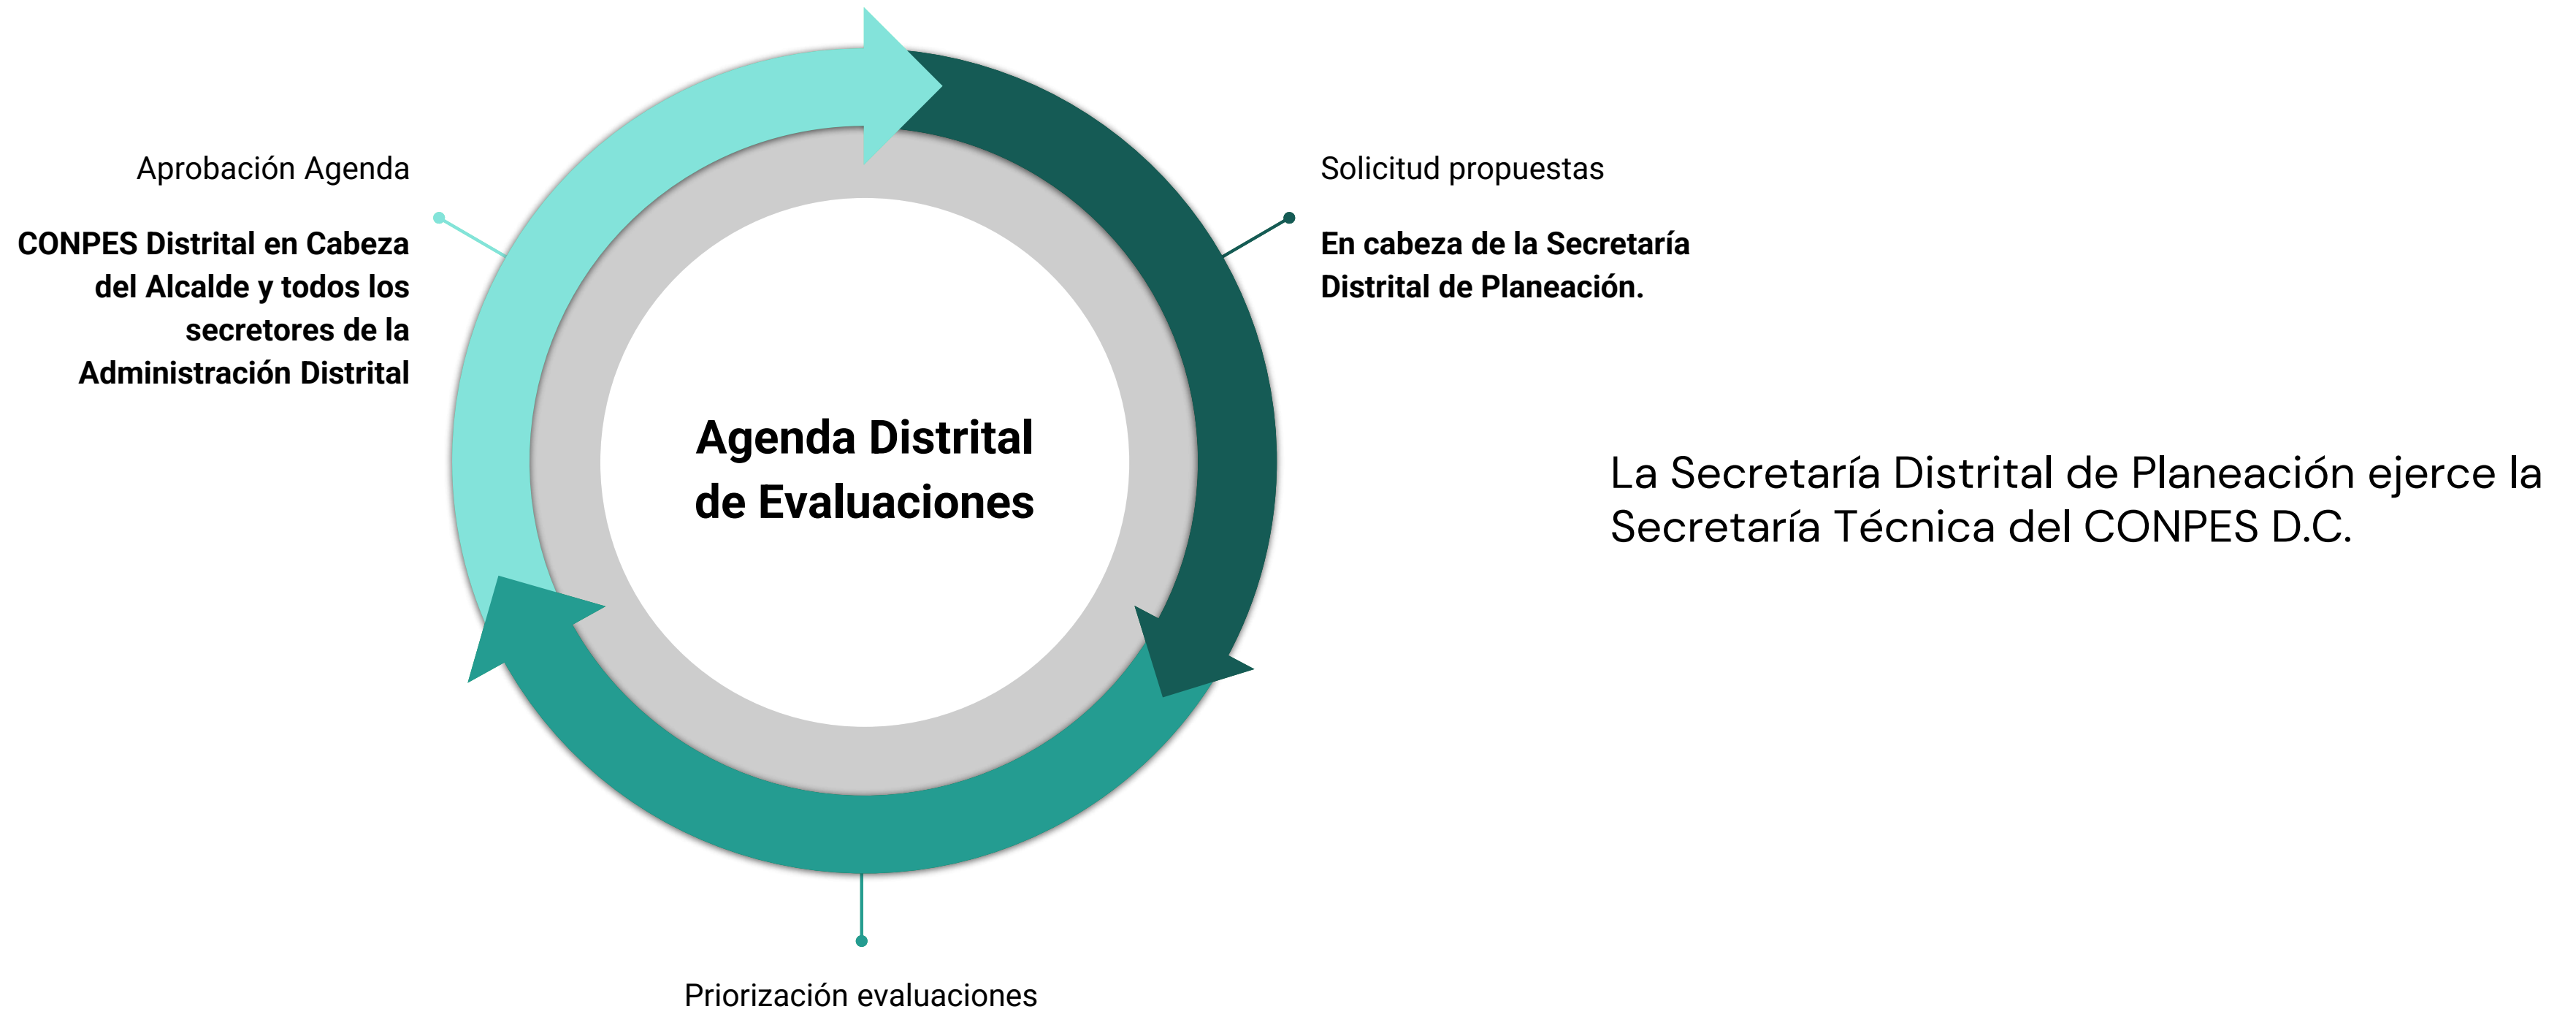 Aprobación Agenda
CONPES Distrital en Cabeza
del Alcalde y todos los
secretores de la
Administración Distrital
Solicitud propuestas
En cabeza de la Secretaría
Distrital de Planeación.
Agenda Distrital
de Evaluaciones
La Secretaría Distrital de Planeación ejerce la
Secretaría Técnica del CONPES D.C.
Priorización evaluaciones